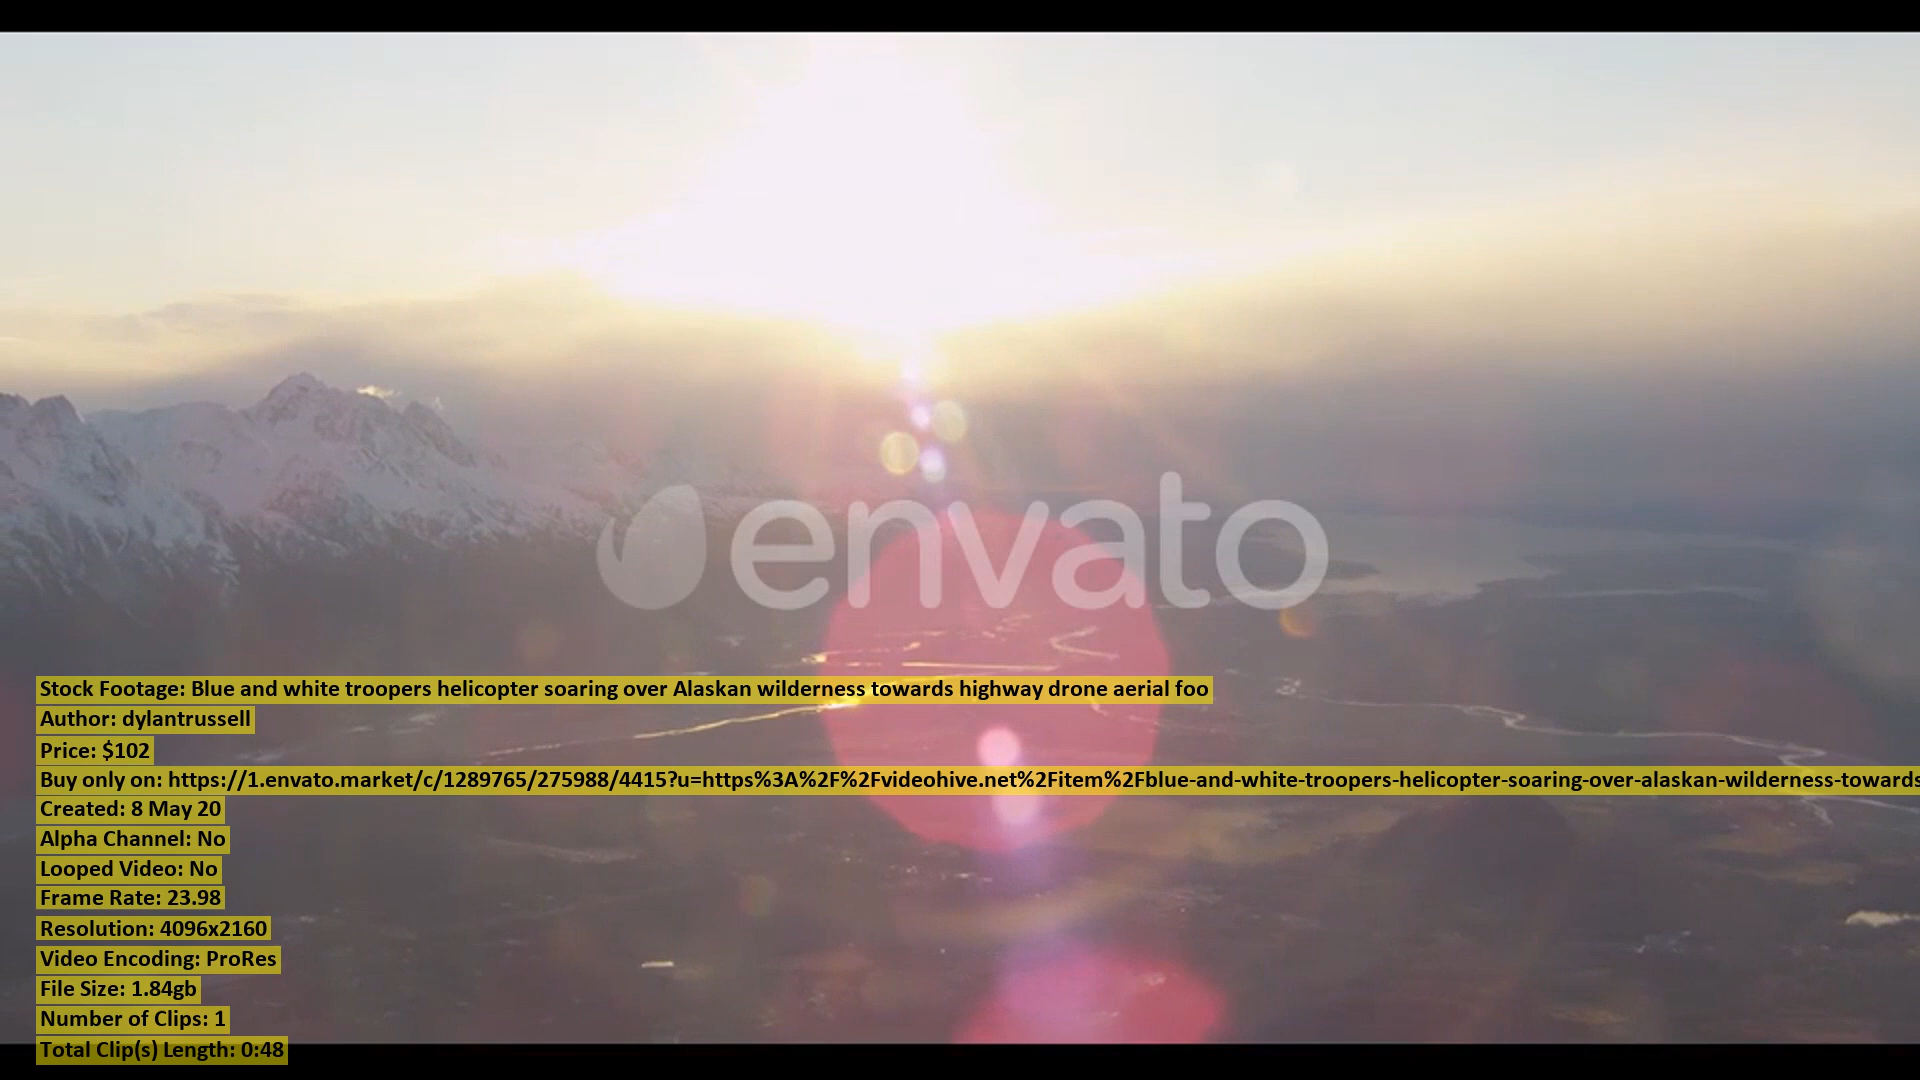 envato
Stock Footage: Blue and white troopers helicopter soaring over Alaskan wilderness towards highway drone aerial foo
Author: dylantrussell
Price: $102
Buy only on: https://1.envato.market/c/1289765/275988/4415?u=https%3A%2F%2Fvideohive.net%2Fitem%2Fblue-and-white-troopers-helicopter-soaring-over-alaskan-wilderness-towards
Created: 8 May 20
Alpha Channel: No
Looped Video: No
Frame Rate: 23.98
Resolution: 4096x2160
Video Encoding: ProRes
File Size: 1.84gb
Number of Clips: 1
Total Clip(s) Length: 0:48